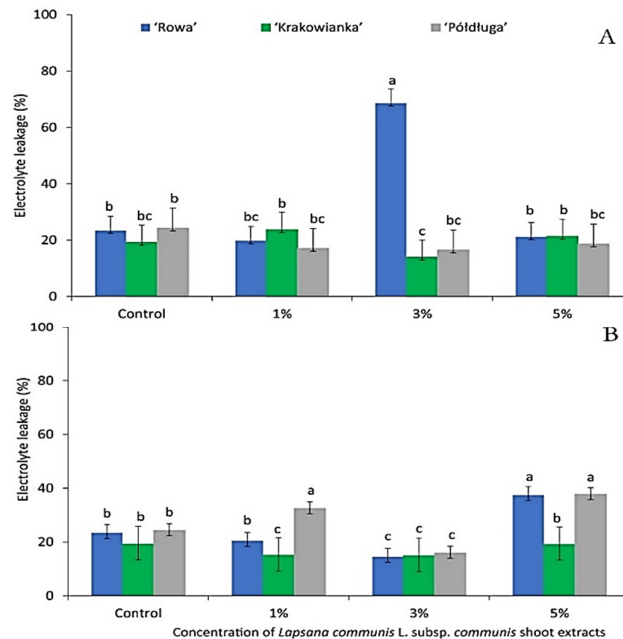 'Rowa' 'Krakowianka' 'Półdługa'
A
Electrolyte leakage (%)
100
80
60
40
20
0
b bc b
bc b bc
a c bc
b b bc
Control 1% 3% 5%
B
Electrolyte leakage (%)
100
80
60
40
20
0
b b b
b c a
c c c
a b a
Control 1% 3% 5%
Concentration of Lapsana communis L. subsp. communis shoot extracts